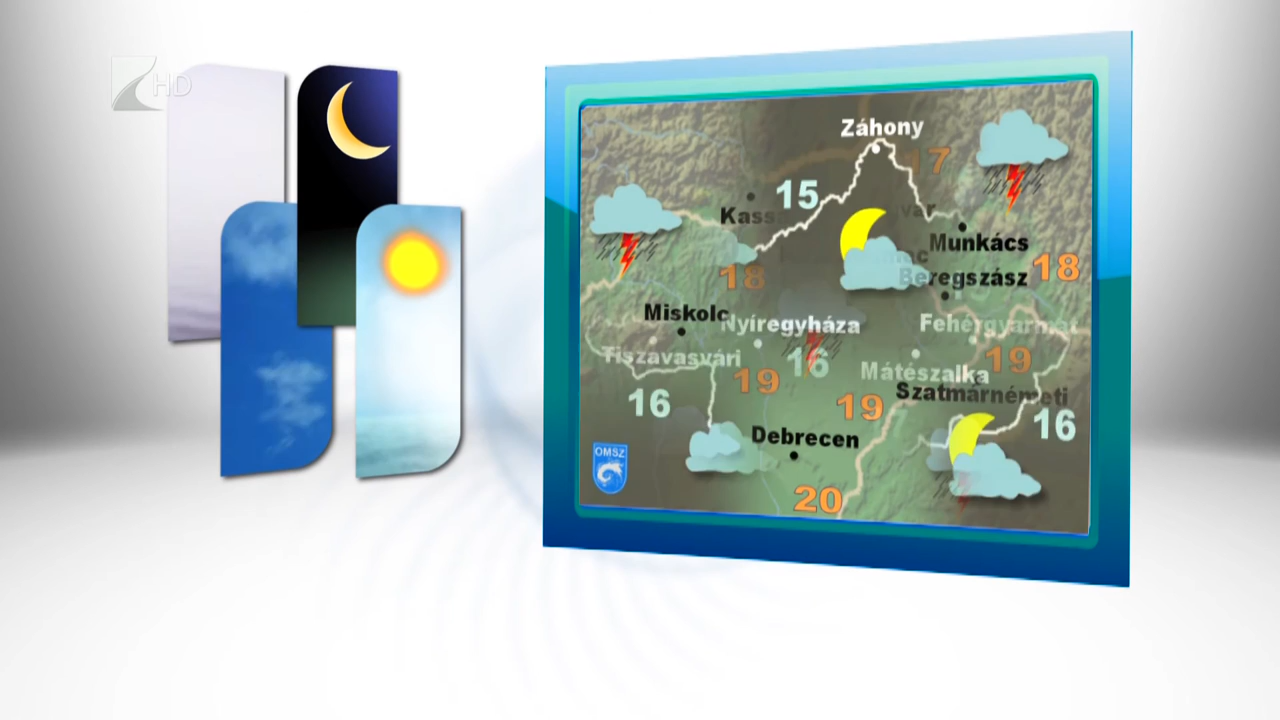 HD
Záhony
17
15
Kass
vár
Munkács
18
18
Beregszász
Miskolc
Nyíregyháza
Fehérgyarmat
Tiszavasvári
16
19
Mátészalka
19
Szatmárnémeti
16
19
16
Debrecen
OMSZ
20